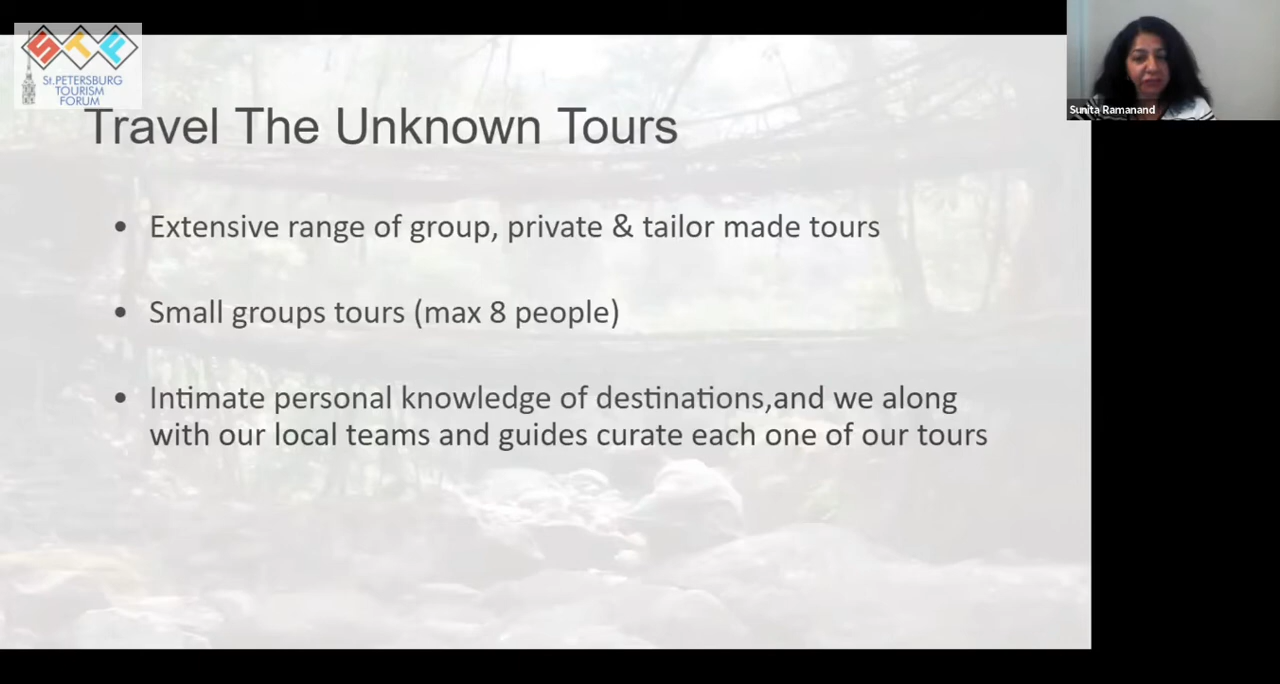 STF
St.PETERSBURG
TOURISM
FORUM
Sunita Ramanand
Travel The Unknown Tours
• Extensive range of group, private & tailor made tours
• Small groups tours (max 8 people)
• Intimate personal knowledge of destinations,and we along
with our local teams and guides curate each one of our tours